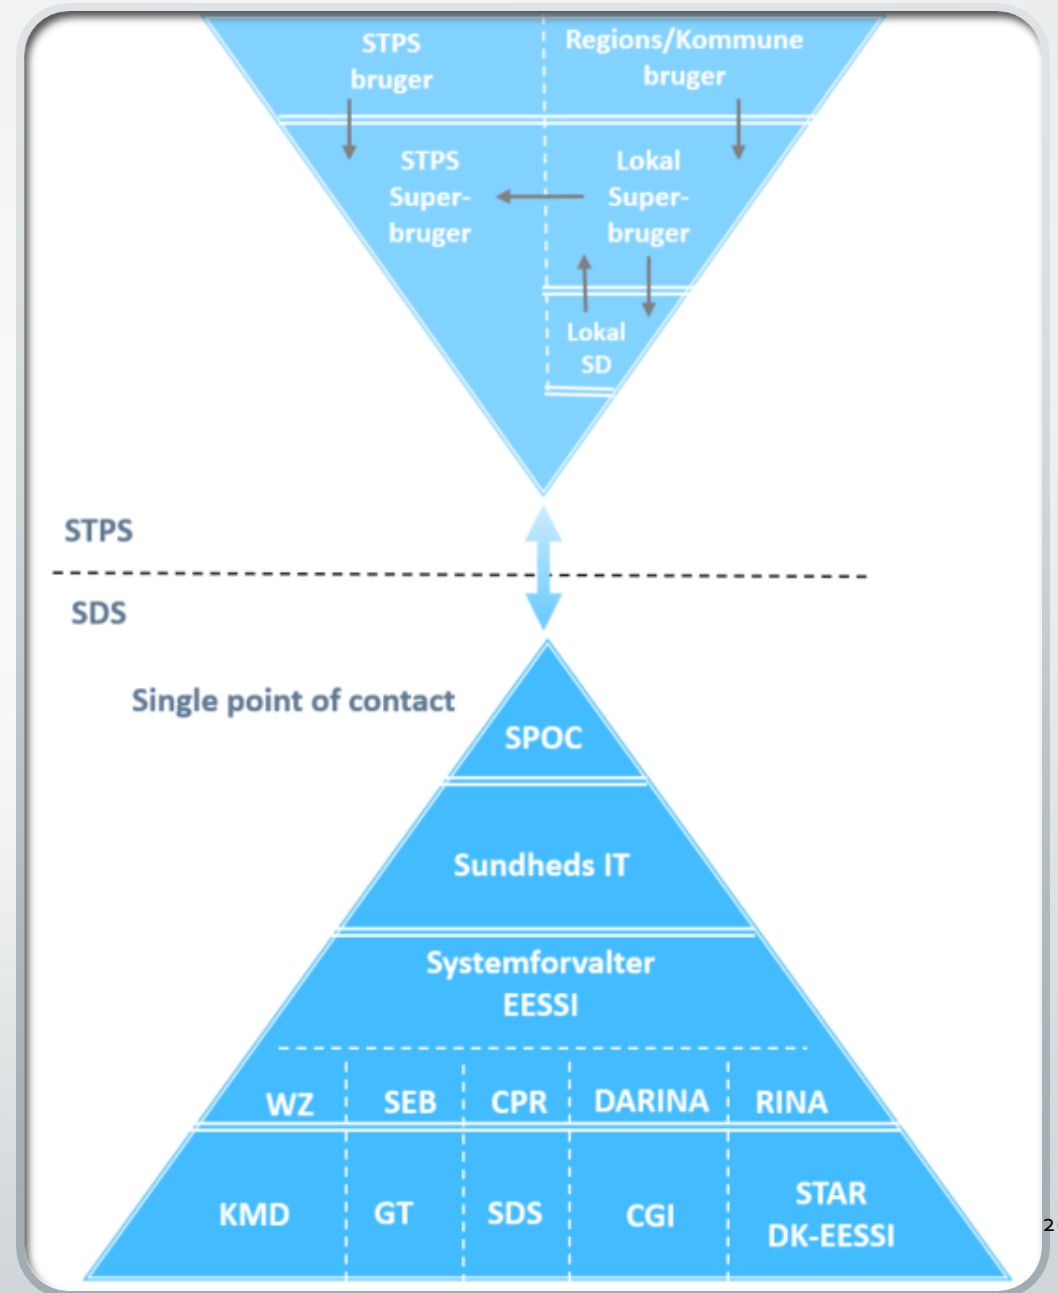 STPS
bruger
Regions/Kommune
bruger
STPS
Super-
bruger
Lokal
Super-
bruger
Lokal
SD
STPS
SDS
Single point of contact
SPOC
Sundheds IT
Systemforvalter
EESSI
WZ
SEB
CPR
DARINA
RINA
KMD
GT
SDS
CGI
STAR
DK-EESSI
2